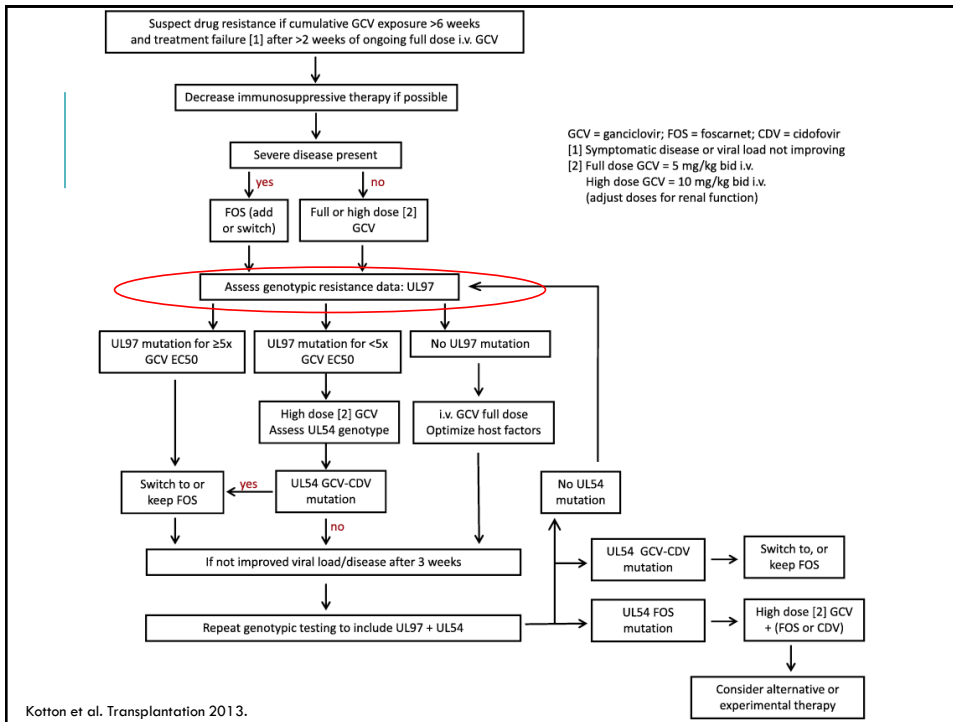 Suspect drug resistance if cumulative GCV exposure >6 weeks
and treatment failure [1] after >2 weeks of ongoing full dose i.v. GCV
Decrease immunosuppressive therapy if possible
GCV = ganciclovir; FOS = foscarnet; CDV = cidofovir
[1] Symptomatic disease or viral load not improving
[2] Full dose GCV = 5 mg/kg bid i.v.
High dose GCV = 10 mg/kg bid i.v.
(adjust doses for renal function)
Severe disease present
yes
no
FOS (add
or switch)
Full or high dose [2]
GCV
Assess genotypic resistance data: UL97
UL97 mutation for ≥5x
GCV EC50
UL97 mutation for <5x
GCV EC50
No UL97 mutation
High dose [2] GCV
Assess UL54 genotype
i.v. GCV full dose
Optimize host factors
Switch to or
keep FOS
yes
UL54 GCV-CDV
mutation
no
No UL54
mutation
If not improved viral load/disease after 3 weeks
UL54 GCV-CDV
mutation
Switch to, or
keep FOS
Repeat genotypic testing to include UL97 + UL54
UL54 FOS
mutation
High dose [2] GCV
+ (FOS or CDV)
Consider alternative or
experimental therapy
Kotton et al. Transplantation 2013.